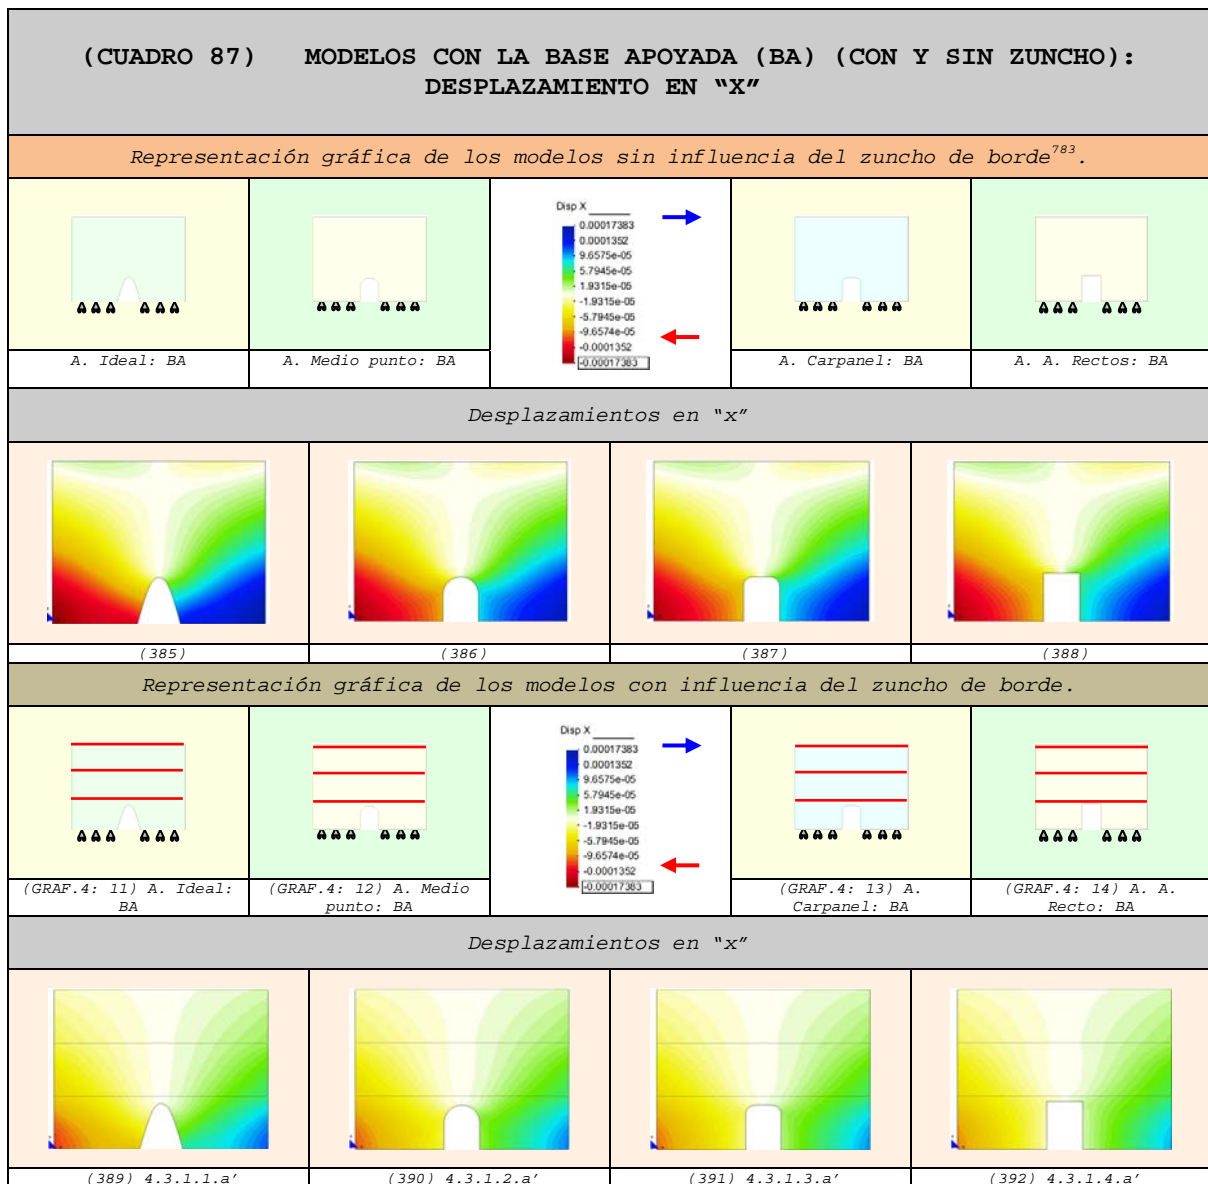 (CUADRO 87)   MODELOS CON LA BASE APOYADA (BA) (CON Y SIN ZUNCHO):
DESPLAZAMIENTO EN “X”
Representación gráfica de los modelos sin influencia del zuncho de borde783.
Disp X
0.00017383
0.0001352
9.6575e-05
5.7945e-05
1.9315e-05
-1.9315e-05
-5.7945e-05
-9.6574e-05
-0.0001352
-0.00017383
A. Ideal: BA
A. Medio punto: BA
A. Carpanel: BA
A. A. Rectos: BA
Desplazamientos en “x”
(385)
(386)
(387)
(388)
Representación gráfica de los modelos con influencia del zuncho de borde.
Disp X
0.00017383
0.0001352
9.6575e-05
5.7945e-05
1.9315e-05
-1.9315e-05
-5.7945e-05
-9.6574e-05
-0.0001352
-0.00017383
(GRAF.4: 11) A. Ideal:
BA
(GRAF.4: 12) A. Medio
punto: BA
(GRAF.4: 13) A.
Carpanel: BA
(GRAF.4: 14) A. A.
Recto: BA
Desplazamientos en “x”
(389) 4.3.1.1.a’
(390) 4.3.1.2.a’
(391) 4.3.1.3.a’
(392) 4.3.1.4.a’